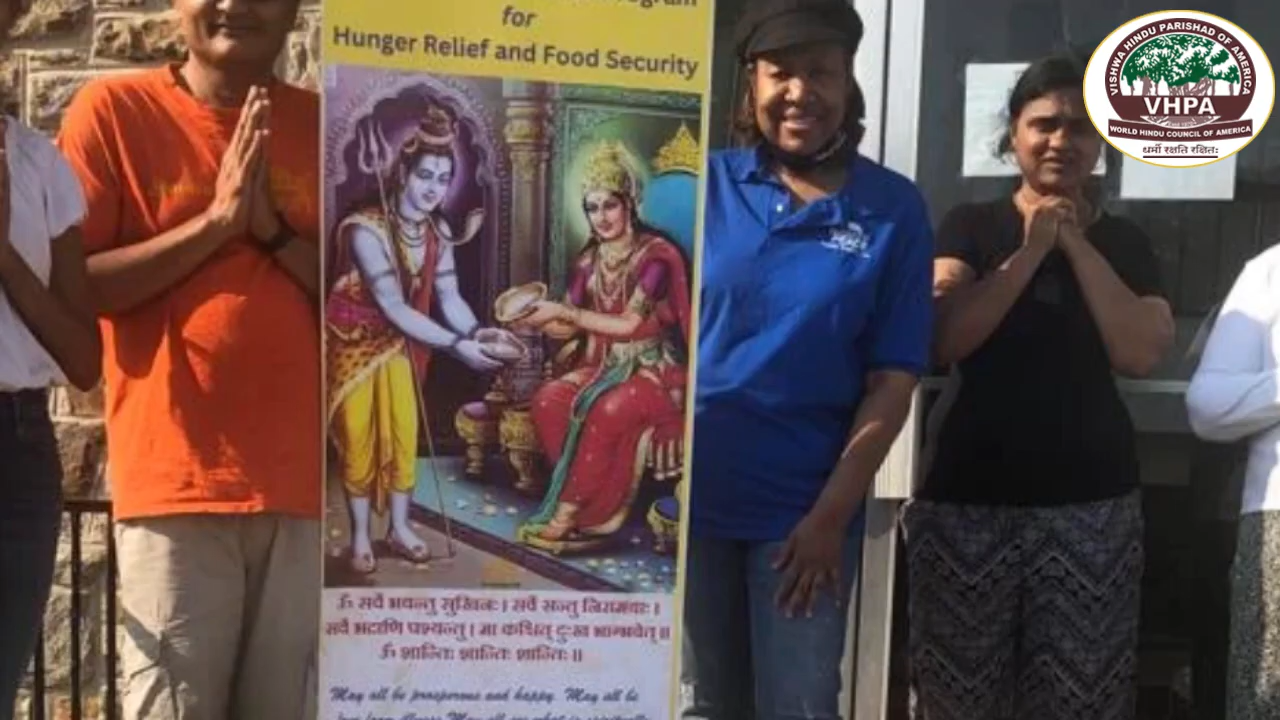 for
Hunger Relief and Food Security
ॐ सर्वे भवन्तु सुखिनः। सर्वे सन्तु निरामयाः।
सर्वे भद्राणि पश्यन्तु। मा कश्चित् दुःख भाग्भवेत्॥
ॐ शान्तिः शान्तिः शान्तिः॥
May all be prosperous and happy. May all be
VISHWA HINDU PARISHAD OF AMERICA
VHPA
WORLD HINDU COUNCIL OF AMERICA
धर्मो रक्षति रक्षितः